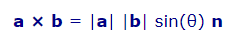 a × b = |a| |b| sin(θ) n